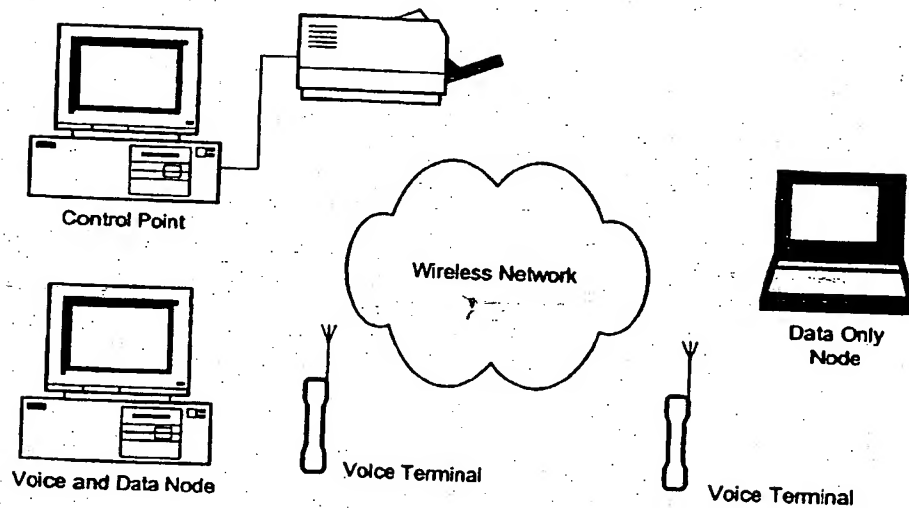 Control Point
Wireless Network
Data Only
Node
Voice and Data Node
Voice Terminal
Voice Terminal